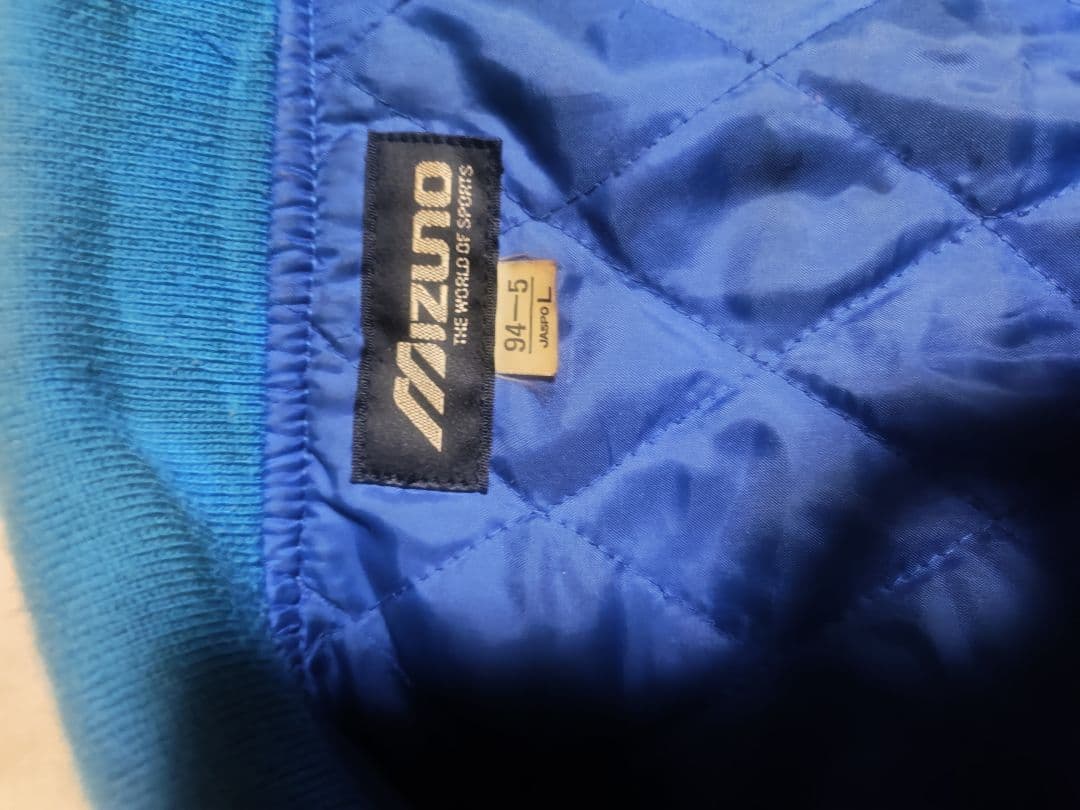 Mizuno
THE WORLD OF SPORTS
94—5
JASPO L